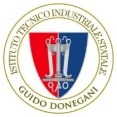 ISTITUTO TECNICO INDUSTRIALE STATALE
GUIDO DONEGANI